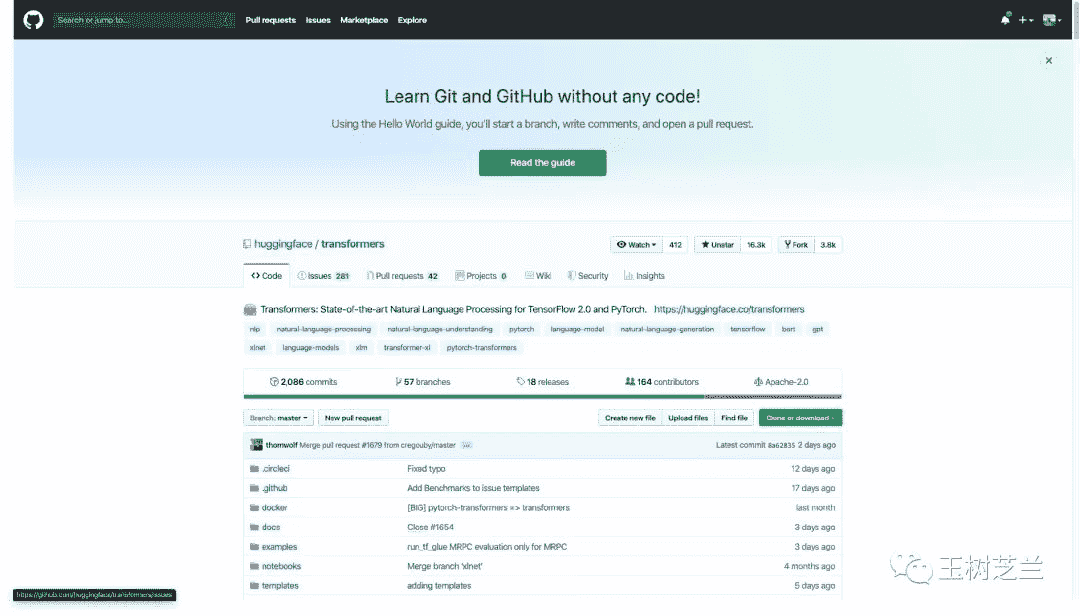 Search or jump to...
Pull requests Issues Marketplace Explore
Learn Git and GitHub without any code!
Using the Hello World guide, you'll start a branch, write comments, and open a pull request.
Read the guide
huggingface / transformers
Watch 412 Unstar 16.3k Fork 3.8k
Code Issues 281 Pull requests 42 Projects 0 Wiki Security Insights
Transformers: State-of-the-art Natural Language Processing for TensorFlow 2.0 and PyTorch. https://huggingface.co/transformers
nlp natural-language-processing natural-language-understanding pytorch language-model natural-language-generation tensorflow bert gpt
xlnet language-models xlm transformer-xl pytorch-transformers
2,086 commits 57 branches 18 releases 164 contributors Apache-2.0
Branch: master New pull request Create new file Upload files Find file Clone or download
thomwolf Merge pull request #1679 from cregouby/master ... Latest commit 8a62835 2 days ago
.circleci Fixed typo 12 days ago
.github Add Benchmarks to issue templates 17 days ago
docker [BIG] pytorch-transformers => transformers last month
docs Close #1654 3 days ago
examples run_tf_glue MRPC evaluation only for MRPC 3 days ago
notebooks Merge branch 'xlnet' 4 months ago
templates adding templates 5 days ago
https://github.com/huggingface/transformers/issues
玉树芝兰